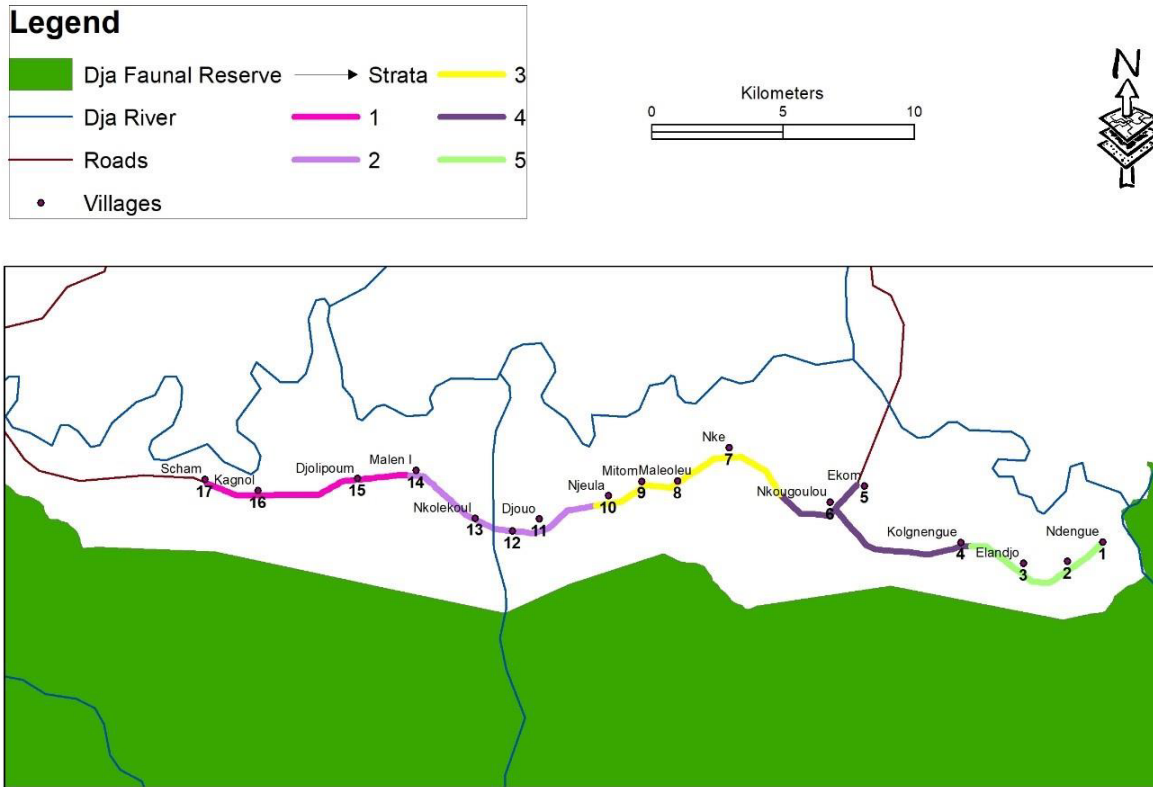 Legend
Dja Faunal Reserve
Strata
3
Dja River
1
4
Roads
2
5
Villages
Kilometers
0 5 10
N
Nke
7
Scham
17
Kagnol
16
Djolipoum
15
Malen I
14
Nkolekoul
13
12
Djouo
11
Njeula
10
Mitom
9
Maleoleu
8
Nkougoulou
6
Ekom
5
Kolgnengue
4
Elandjo
3
2
Ndengue
1